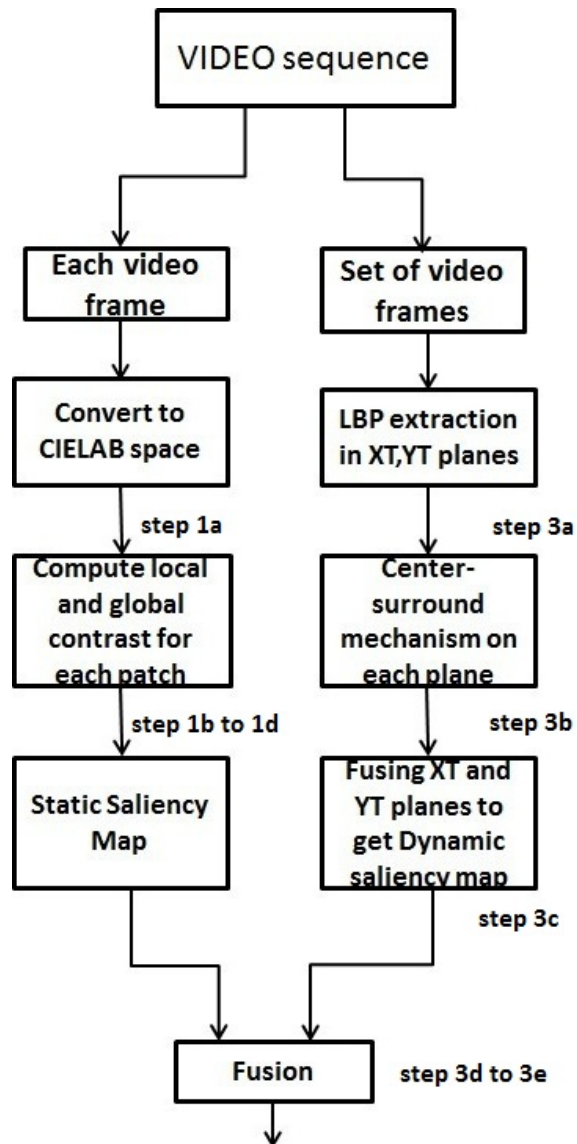 VIDEO sequence
Each video
frame
Set of video
frames
Convert to
CIELAB space
LBP extraction
in XT,YT planes
step 1a
step 3a
Compute local
and global
contrast for
each patch
Center-
surround
mechanism on
each plane
step 1b to 1d
step 3b
Static Saliency
Map
Fusing XT and
YT planes to
get Dynamic
saliency map
step 3c
Fusion
step 3d to 3e